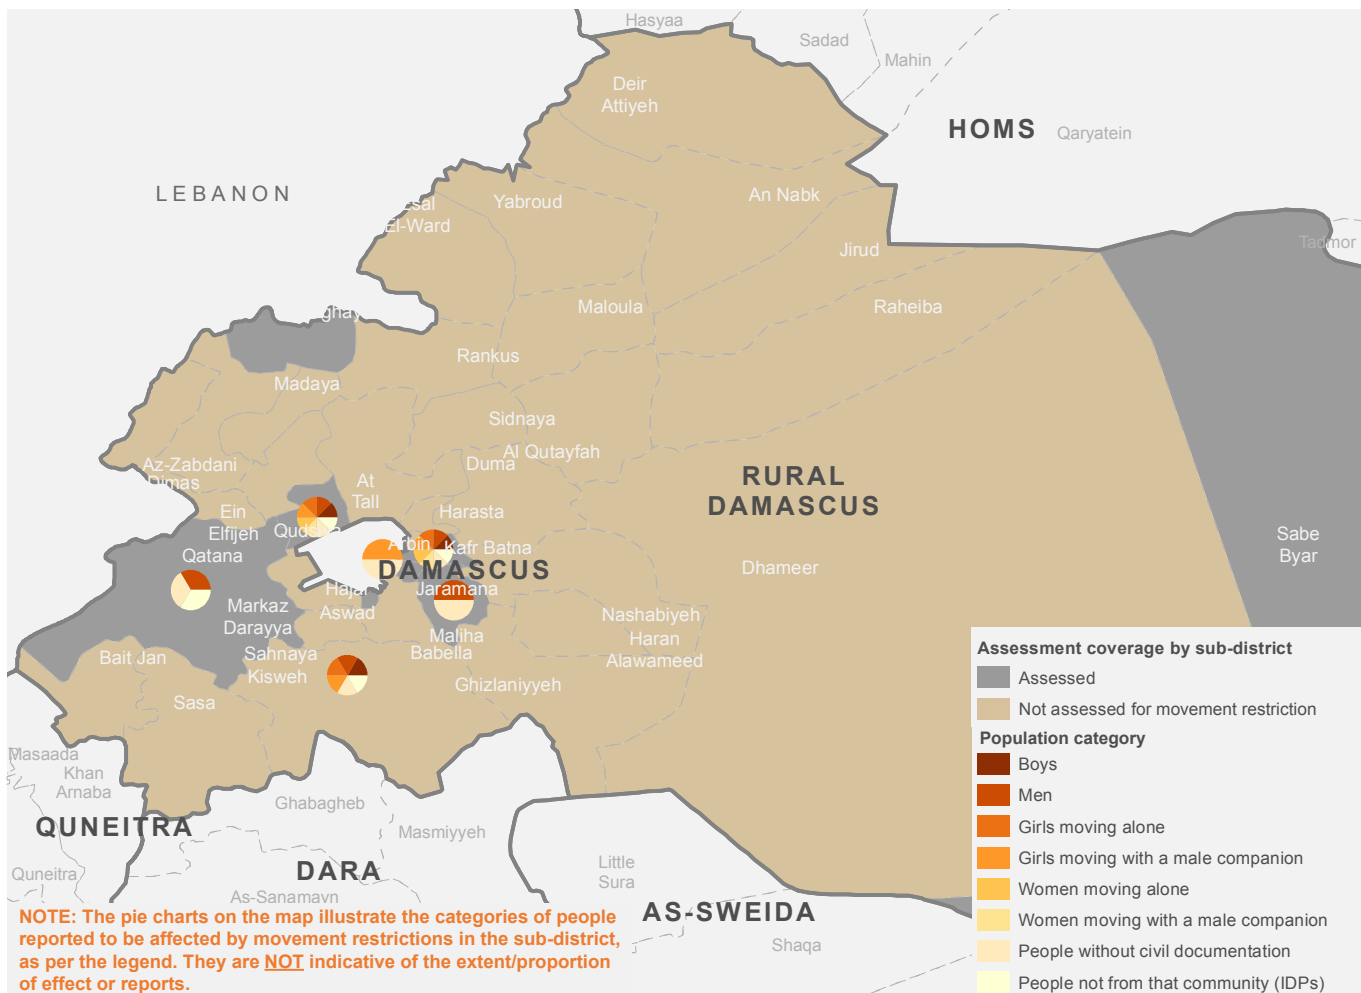 Hasyaa
Sadad
Mahin
Deir
Attiyeh
HOMS
Qaryatein
LEBANON
Esal
El-Ward
Yabroud
An Nabk
Tadmor
Jirud
Maloula
Raheiba
Rankus
Madaya
Sidnaya
Al Qutayfah
Duma
Az-Zabdani
Dimas
At
Tall
RURAL
DAMASCUS
Ein
Elfijeh
Harasta
Qudsiya
Qatana
Arbin
Kafr Batna
Sabe
Byar
DAMASCUS
Dhameer
Hajar
Aswad
Jaramana
Markaz
Darayya
Nashabiyeh
Maliha
Haran
Alawameed
Babella
Bait Jan
Sahnaya
Kisweh
Ghizlaniyyeh
Sasa
Masaada
Khan
Arnaba
Ghabagheb
QUNEITRA
Masmiyyeh
DARA
Quneitra
Little
Sura
As-Sanamayn
AS-SWEIDA
Shaqa
Assessment coverage by sub-district
Assessed
Not assessed for movement restriction
Population category
Boys
Men
Girls moving alone
Girls moving with a male companion
Women moving alone
Women moving with a male companion
People without civil documentation
People not from that community (IDPs)
NOTE: The pie charts on the map illustrate the categories of people
reported to be affected by movement restrictions in the sub-district,
as per the legend. They are NOT indicative of the extent/proportion
of effect or reports.